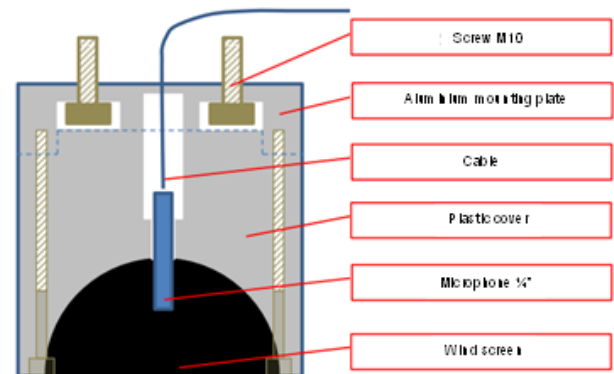 : Screw M10
Aluminium mounting plate
Cable
Plastic cover
Microphone ¼"
Wind screen